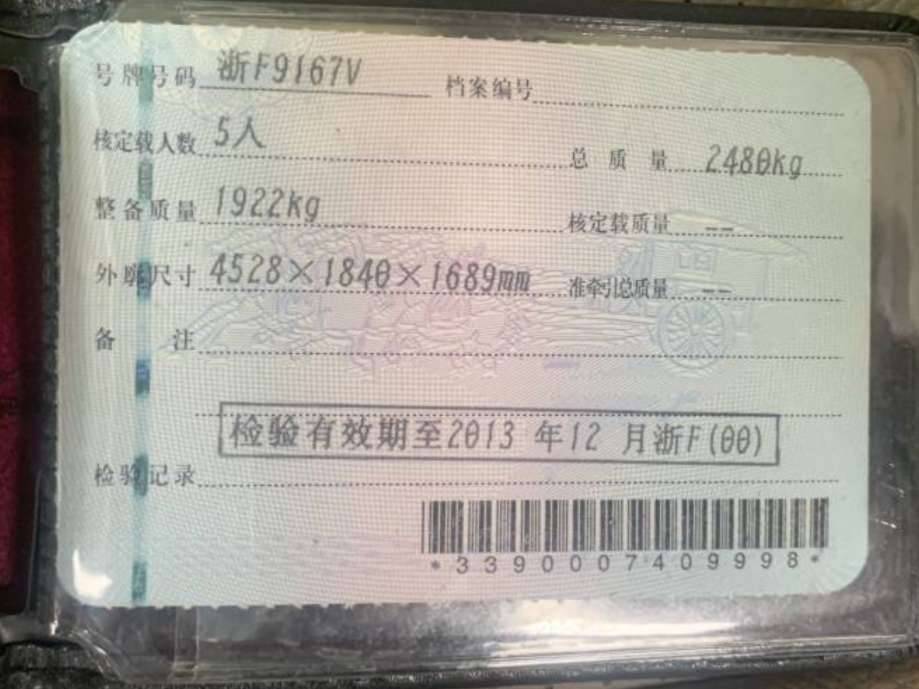 号牌号码 浙F9167V 档案编号
核定载人数 5人 总质量 2480kg
整备质量 1922kg 核定载质量 --
外廓尺寸 4528×1840×1689mm 准牵引总质量 --
备注
检验有效期至2013 年12 月浙F(00)
检验记录
*3390007409998*